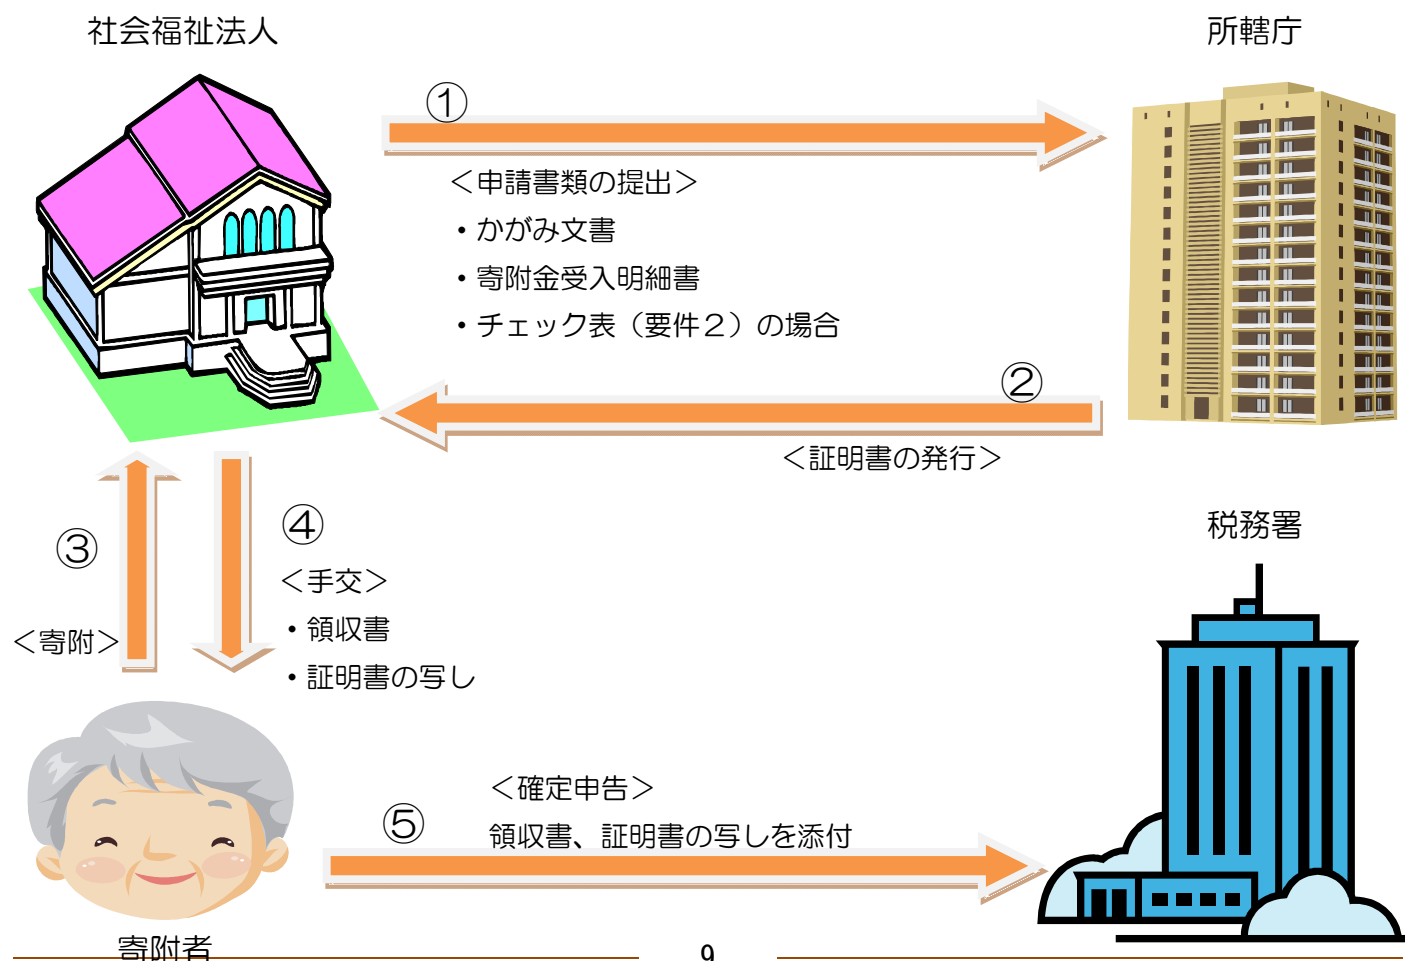 社会福祉法人
所轄庁
①
＜申請書類の提出＞
・かがみ文書
・寄附金受入明細書
・チェック表（要件２）の場合
②
＜証明書の発行＞
③
＜寄附＞
④
＜手交＞
・領収書
・証明書の写し
税務署
⑤
＜確定申告＞
領収書、証明書の写しを添付
寄附者
9